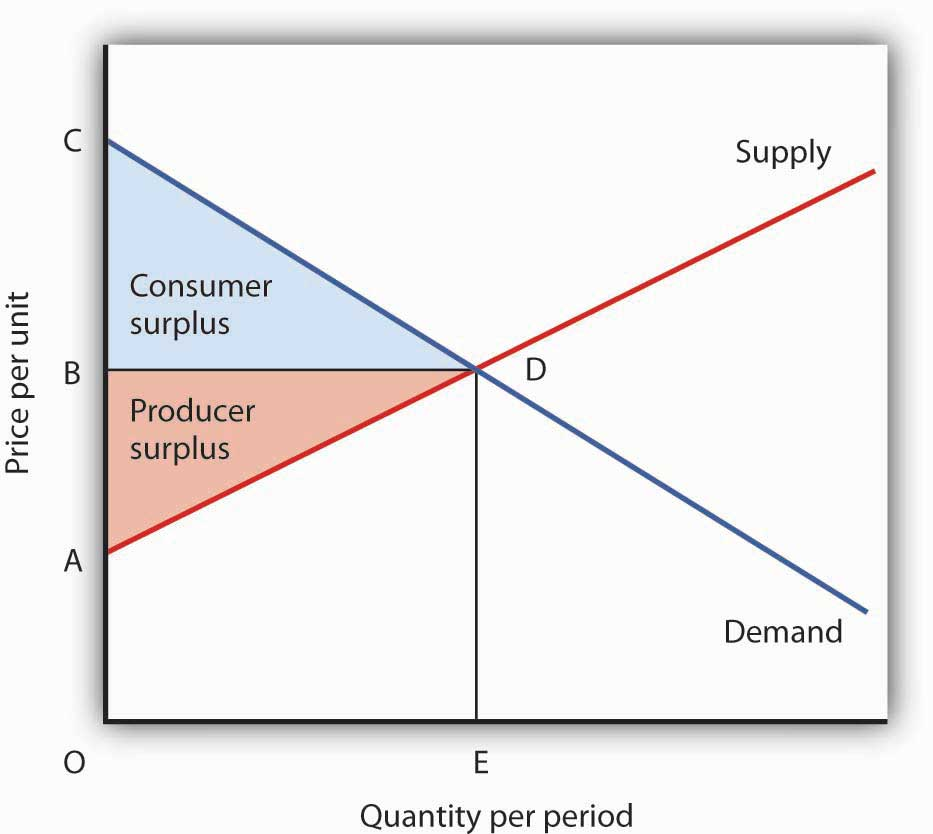 C
Supply
Consumer
surplus
B
D
Producer
surplus
Price per unit
A
Demand
O
E
Quantity per period